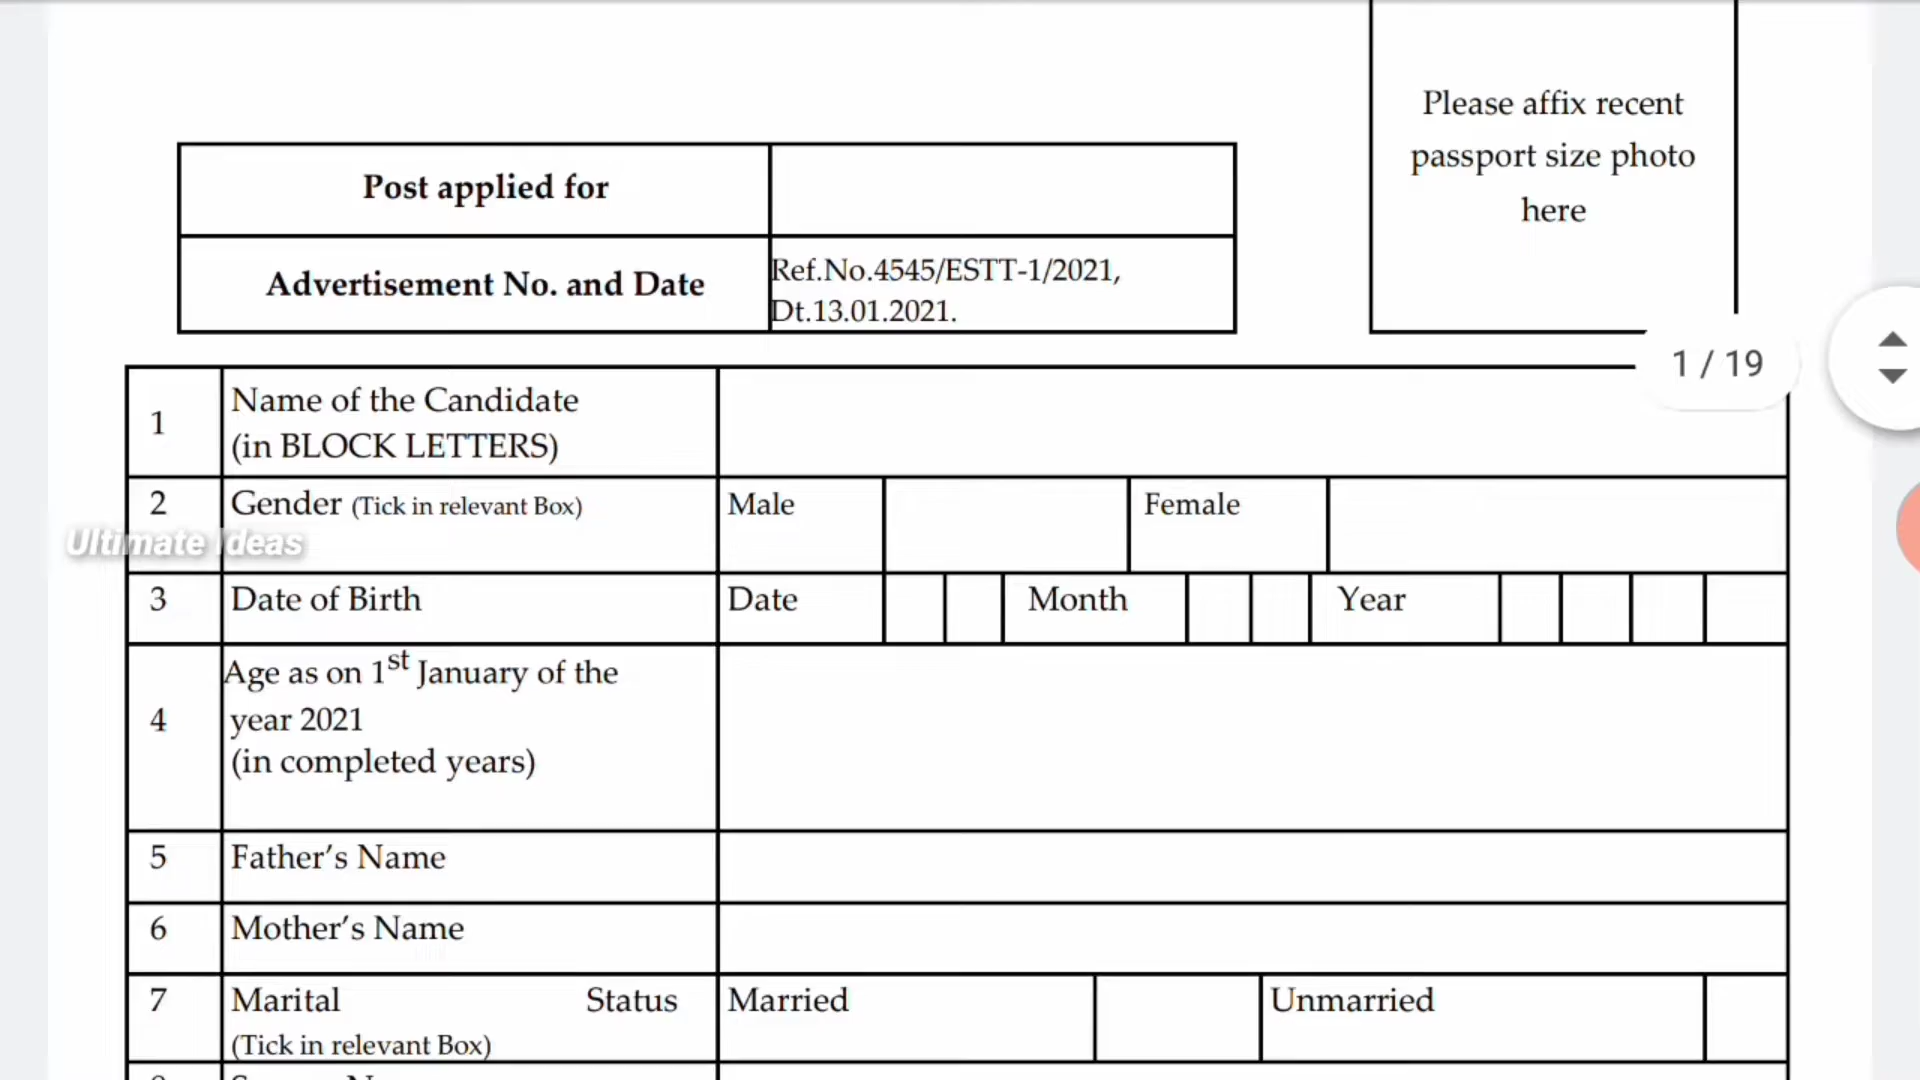 Please affix recent
passport size photo
here
Post applied for
Advertisement No. and Date
Ref.No.4545/ESTT-1/2021,
Dt.13.01.2021.
1 / 19
1
Name of the Candidate
(in BLOCK LETTERS)
2 Gender (Tick in relevant Box) Male Female
Ultimate Ideas
3 Date of Birth Date Month Year
4
Age as on 1st January of the
year 2021
(in completed years)
5 Father's Name
6 Mother's Name
7 Marital Status Married Unmarried
(Tick in relevant Box)